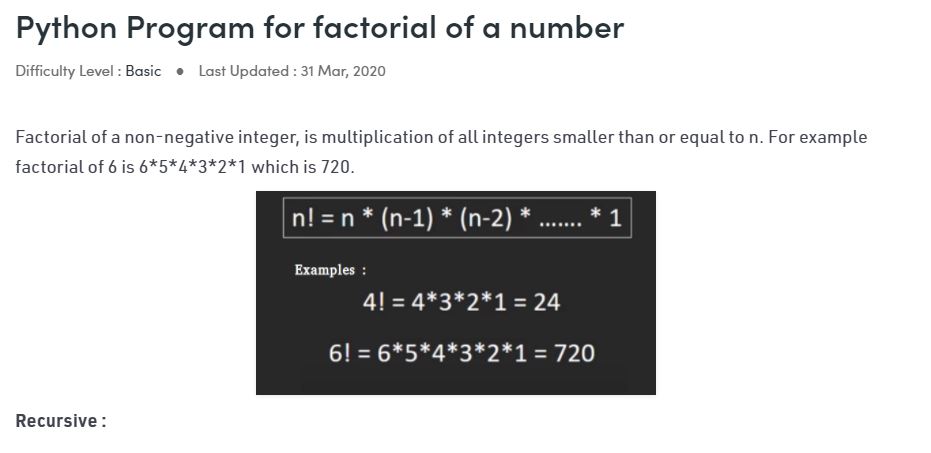 Python Program for factorial of a number
Difficulty Level : Basic ● Last Updated : 31 Mar, 2020
Factorial of a non-negative integer, is multiplication of all integers smaller than or equal to n. For example
factorial of 6 is 6*5*4*3*2*1 which is 720.
n! = n * (n-1) * (n-2) * ....... * 1
Examples :
4! = 4*3*2*1 = 24
6! = 6*5*4*3*2*1 = 720
Recursive :